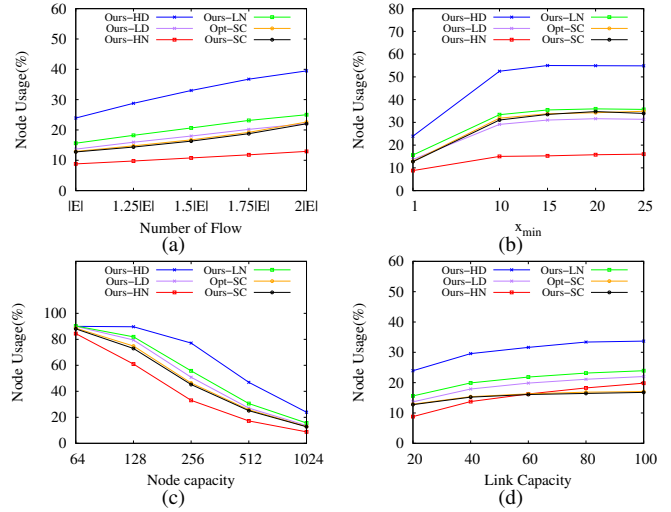 Node Usage(%)
60
50
40
30
20
10
0
Ours-HD
Ours-LD
Ours-HN
Ours-LN
Opt-SC
Ours-SC
|E| 1.25|E| 1.5|E| 1.75|E| 2|E|
Number of Flow
(a)
Node Usage(%)
80
70
60
50
40
30
20
10
0
Ours-HD
Ours-LD
Ours-HN
Ours-LN
Opt-SC
Ours-SC
1 10 15 20 25
x_min
(b)
Node Usage(%)
100
80
60
40
20
0
Ours-HD
Ours-LD
Ours-HN
Ours-LN
Opt-SC
Ours-SC
64 128 256 512 1024
Node capacity
(c)
Node Usage(%)
60
50
40
30
20
10
0
Ours-HD
Ours-LD
Ours-HN
Ours-LN
Opt-SC
Ours-SC
20 40 60 80 100
Link Capacity
(d)